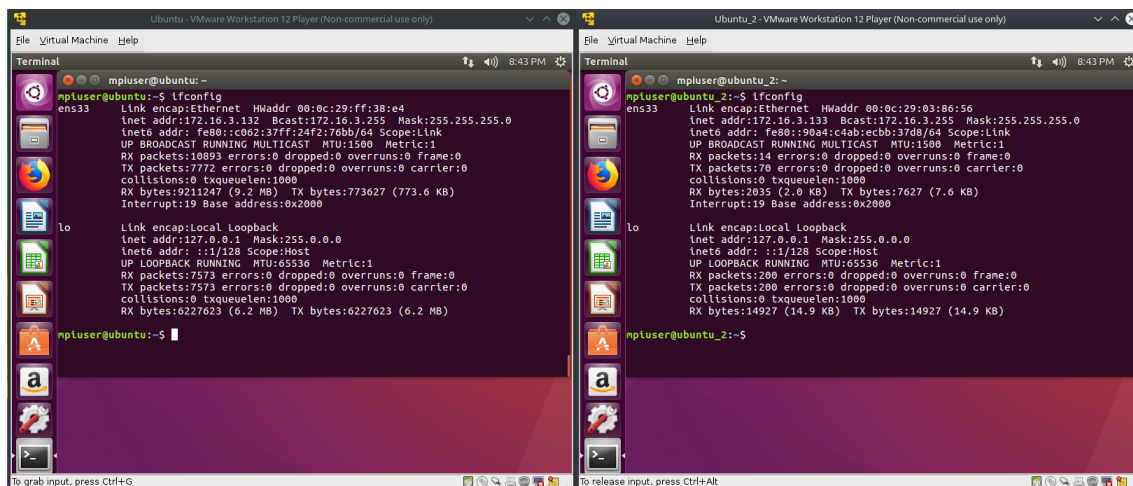 Ubuntu - VMware Workstation 12 Player (Non-commercial use only)
File Virtual Machine Help
Terminal 8:43 PM
mpiuser@ubuntu: ~
mpiuser@ubuntu:~$ ifconfig
ens33 Link encap:Ethernet HWaddr 00:0c:29:ff:38:e4
inet addr:172.16.3.132 Bcast:172.16.3.255 Mask:255.255.255.0
inet6 addr: fe80::c062:37ff:24f2:76bb/64 Scope:Link
UP BROADCAST RUNNING MULTICAST MTU:1500 Metric:1
RX packets:10893 errors:0 dropped:0 overruns:0 frame:0
TX packets:7772 errors:0 dropped:0 overruns:0 carrier:0
collisions:0 txqueuelen:1000
RX bytes:9211247 (9.2 MB) TX bytes:773627 (773.6 KB)
Interrupt:19 Base address:0x2000
lo Link encap:Local Loopback
inet addr:127.0.0.1 Mask:255.0.0.0
inet6 addr: ::1/128 Scope:Host
UP LOOPBACK RUNNING MTU:65536 Metric:1
RX packets:7573 errors:0 dropped:0 overruns:0 frame:0
TX packets:7573 errors:0 dropped:0 overruns:0 carrier:0
collisions:0 txqueuelen:1000
RX bytes:6227623 (6.2 MB) TX bytes:6227623 (6.2 MB)
mpiuser@ubuntu:~$
To grab input, press Ctrl+G
Ubuntu_2 - VMware Workstation 12 Player (Non-commercial use only)
File Virtual Machine Help
Terminal 8:43 PM
mpiuser@ubuntu_2: ~
mpiuser@ubuntu_2:~$ ifconfig
ens33 Link encap:Ethernet HWaddr 00:0c:29:03:86:56
inet addr:172.16.3.133 Bcast:172.16.3.255 Mask:255.255.255.0
inet6 addr: fe80::90a4:c4ab:ecbb:37d8/64 Scope:Link
UP BROADCAST RUNNING MULTICAST MTU:1500 Metric:1
RX packets:14 errors:0 dropped:0 overruns:0 frame:0
TX packets:70 errors:0 dropped:0 overruns:0 carrier:0
collisions:0 txqueuelen:1000
RX bytes:2035 (2.0 KB) TX bytes:7627 (7.6 KB)
Interrupt:19 Base address:0x2000
lo Link encap:Local Loopback
inet addr:127.0.0.1 Mask:255.0.0.0
inet6 addr: ::1/128 Scope:Host
UP LOOPBACK RUNNING MTU:65536 Metric:1
RX packets:200 errors:0 dropped:0 overruns:0 frame:0
TX packets:200 errors:0 dropped:0 overruns:0 carrier:0
collisions:0 txqueuelen:1000
RX bytes:14927 (14.9 KB) TX bytes:14927 (14.9 KB)
mpiuser@ubuntu_2:~$
To release input, press Ctrl+Alt